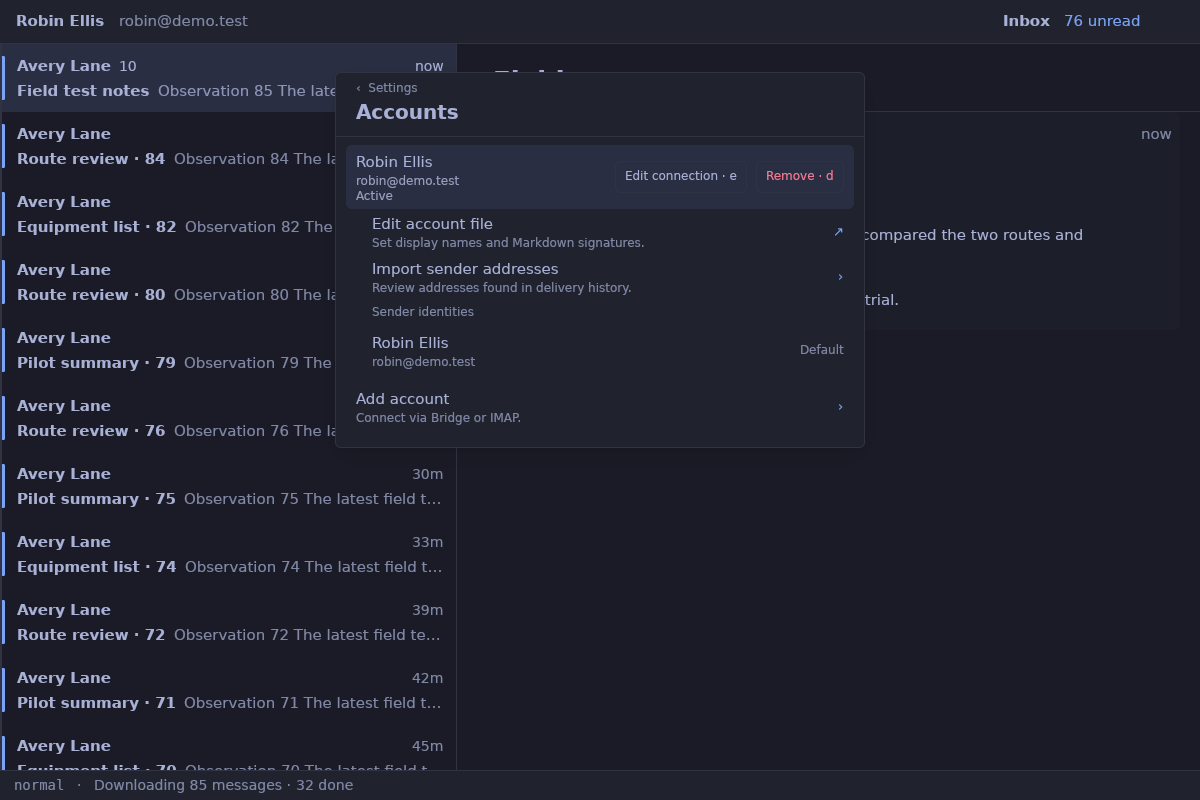 Robin Ellis robin@demo.test Inbox 76 unread
Avery Lane 10 now
Field test notes Observation 85 The late
Avery Lane
Route review · 84 Observation 84 The la
Avery Lane
Equipment list · 82 Observation 82 The
Avery Lane
Route review · 80 Observation 80 The la
Avery Lane
Pilot summary · 79 Observation 79 The
Avery Lane
Route review · 76 Observation 76 The la
Avery Lane 30m
Pilot summary · 75 Observation 75 The latest field t…
Avery Lane 33m
Equipment list · 74 Observation 74 The latest field t…
Avery Lane 39m
Route review · 72 Observation 72 The latest field te…
Avery Lane 42m
Pilot summary · 71 Observation 71 The latest field t…
Avery Lane 45m
Equipment list · 70 Observation 70 The latest field t…
‹ Settings
Accounts
Robin Ellis
robin@demo.test
Active
Edit connection · e Remove · d
Edit account file ↗
Set display names and Markdown signatures.
Import sender addresses ›
Review addresses found in delivery history.
Sender identities
Robin Ellis
robin@demo.test
Default
Add account ›
Connect via Bridge or IMAP.
now
compared the two routes and
trial.
normal · Downloading 85 messages · 32 done